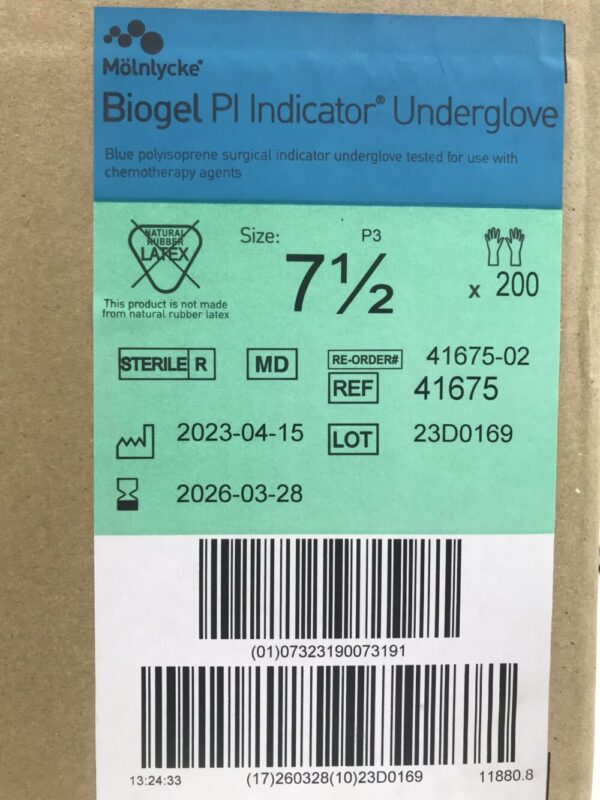 Mölnlycke®
Biogel PI Indicator® Underglove
Blue polyisoprene surgical indicator underglove tested for use with
chemotherapy agents
NATURAL
RUBBER
LATEX
This product is not made
from natural rubber latex
Size:
P3
7½
x 200
STERILE R
MD
RE-ORDER# 41675-02
REF 41675
2023-04-15
LOT 23D0169
2026-03-28
(01)07323190073191
13:24:33
(17)260328(10)23D0169
11880.8